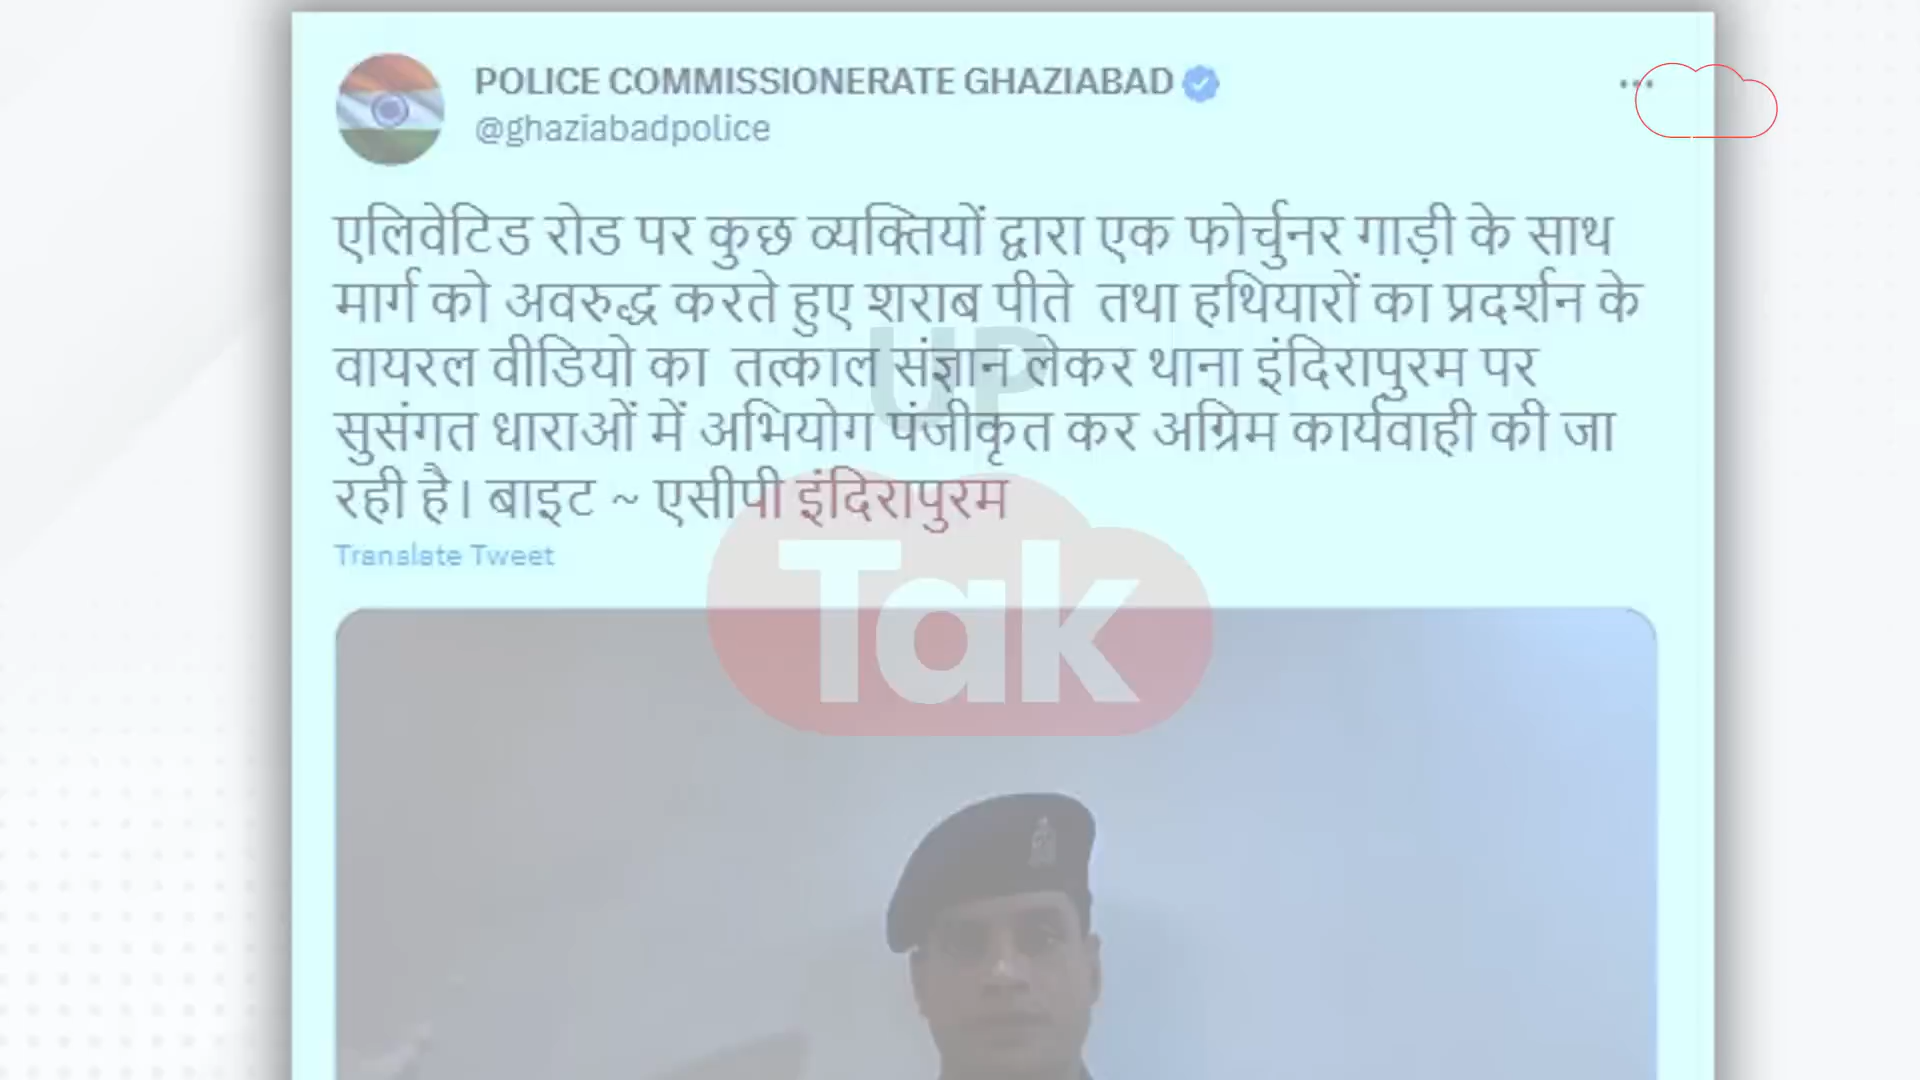 POLICE COMMISSIONERATE GHAZIABAD
@ghaziabadpolice
एलिवेटिड रोड पर कुछ व्यक्तियों द्वारा एक फोर्चुनर गाड़ी के साथ
मार्ग को अवरुद्ध करते हुए शराब पीते तथा हथियारों का प्रदर्शन के
वायरल वीडियो का तत्काल संज्ञान लेकर थाना इंदिरापुरम पर
सुसंगत धाराओं में अभियोग पंजीकृत कर अग्रिम कार्यवाही की जा
रही है। बाइट ~ एसीपी इंदिरापुरम
Translate Tweet
UP
Tak